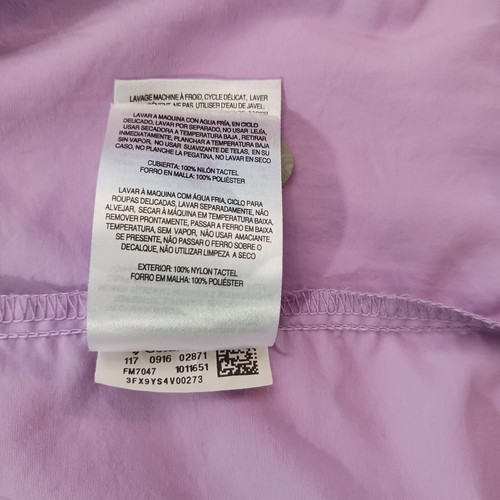 LAVAGE MACHINE À FROID, CYCLE DÉLICAT, LAVER
NE PAS UTILISER D'EAU DE JAVEL,
LAVAR A MAQUINA CON AGUA FRÍA, EN CICLO
DELICADO, LAVAR POR SEPARADO, NO USAR LEJÍA,
USAR SECADORA A TEMPERATURA BAJA, RETIRAR
INMEDIATAMENTE, PLANCHAR A TEMPERATURA BAJA
SIN VAPOR, NO USAR SUAVIZANTE DE TELAS, EN SU
CASO, NO PLANCHE LA PEGATINA, NO LAVAR EN SECO
CUBIERTA: 100% NILÓN TACTEL
FORRO EN MALLA: 100% POLIÉSTER
LAVAR À MÁQUINA COM ÁGUA FRIA, CICLO PARA
ROUPAS DELICADAS, LAVAR SEPARADAMENTE, NÃO
ALVEJAR, SECAR À MÁQUINA EM TEMPERATURA BAIXA,
REMOVER PRONTAMENTE, PASSAR A FERRO EM BAIXA
TEMPERATURA, SEM VAPOR, NÃO USAR AMACIANTE,
SE PRESENTE, NÃO PASSAR O FERRO SOBRE O
DECALQUE, NÃO UTILIZAR LIMPEZA A SECO
EXTERIOR: 100% NYLON TACTEL
FORRO EM MALHA: 100% POLIÉSTER
117 0916 02871
FM7047 1011651
3FX9YS4V00273